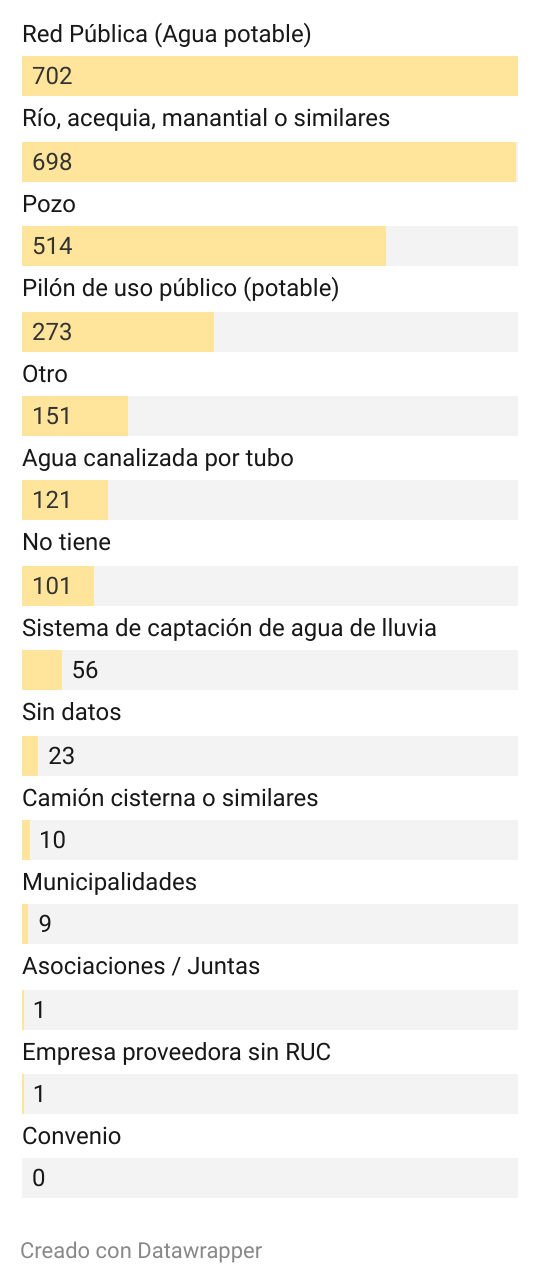 Red Pública (Agua potable)
702
Río, acequia, manantial o similares
698
Pozo
514
Pilón de uso público (potable)
273
Otro
151
Agua canalizada por tubo
121
No tiene
101
Sistema de captación de agua de lluvia
56
Sin datos
23
Camión cisterna o similares
10
Municipalidades
9
Asociaciones / Juntas
1
Empresa proveedora sin RUC
1
Convenio
0
Creado con Datawrapper